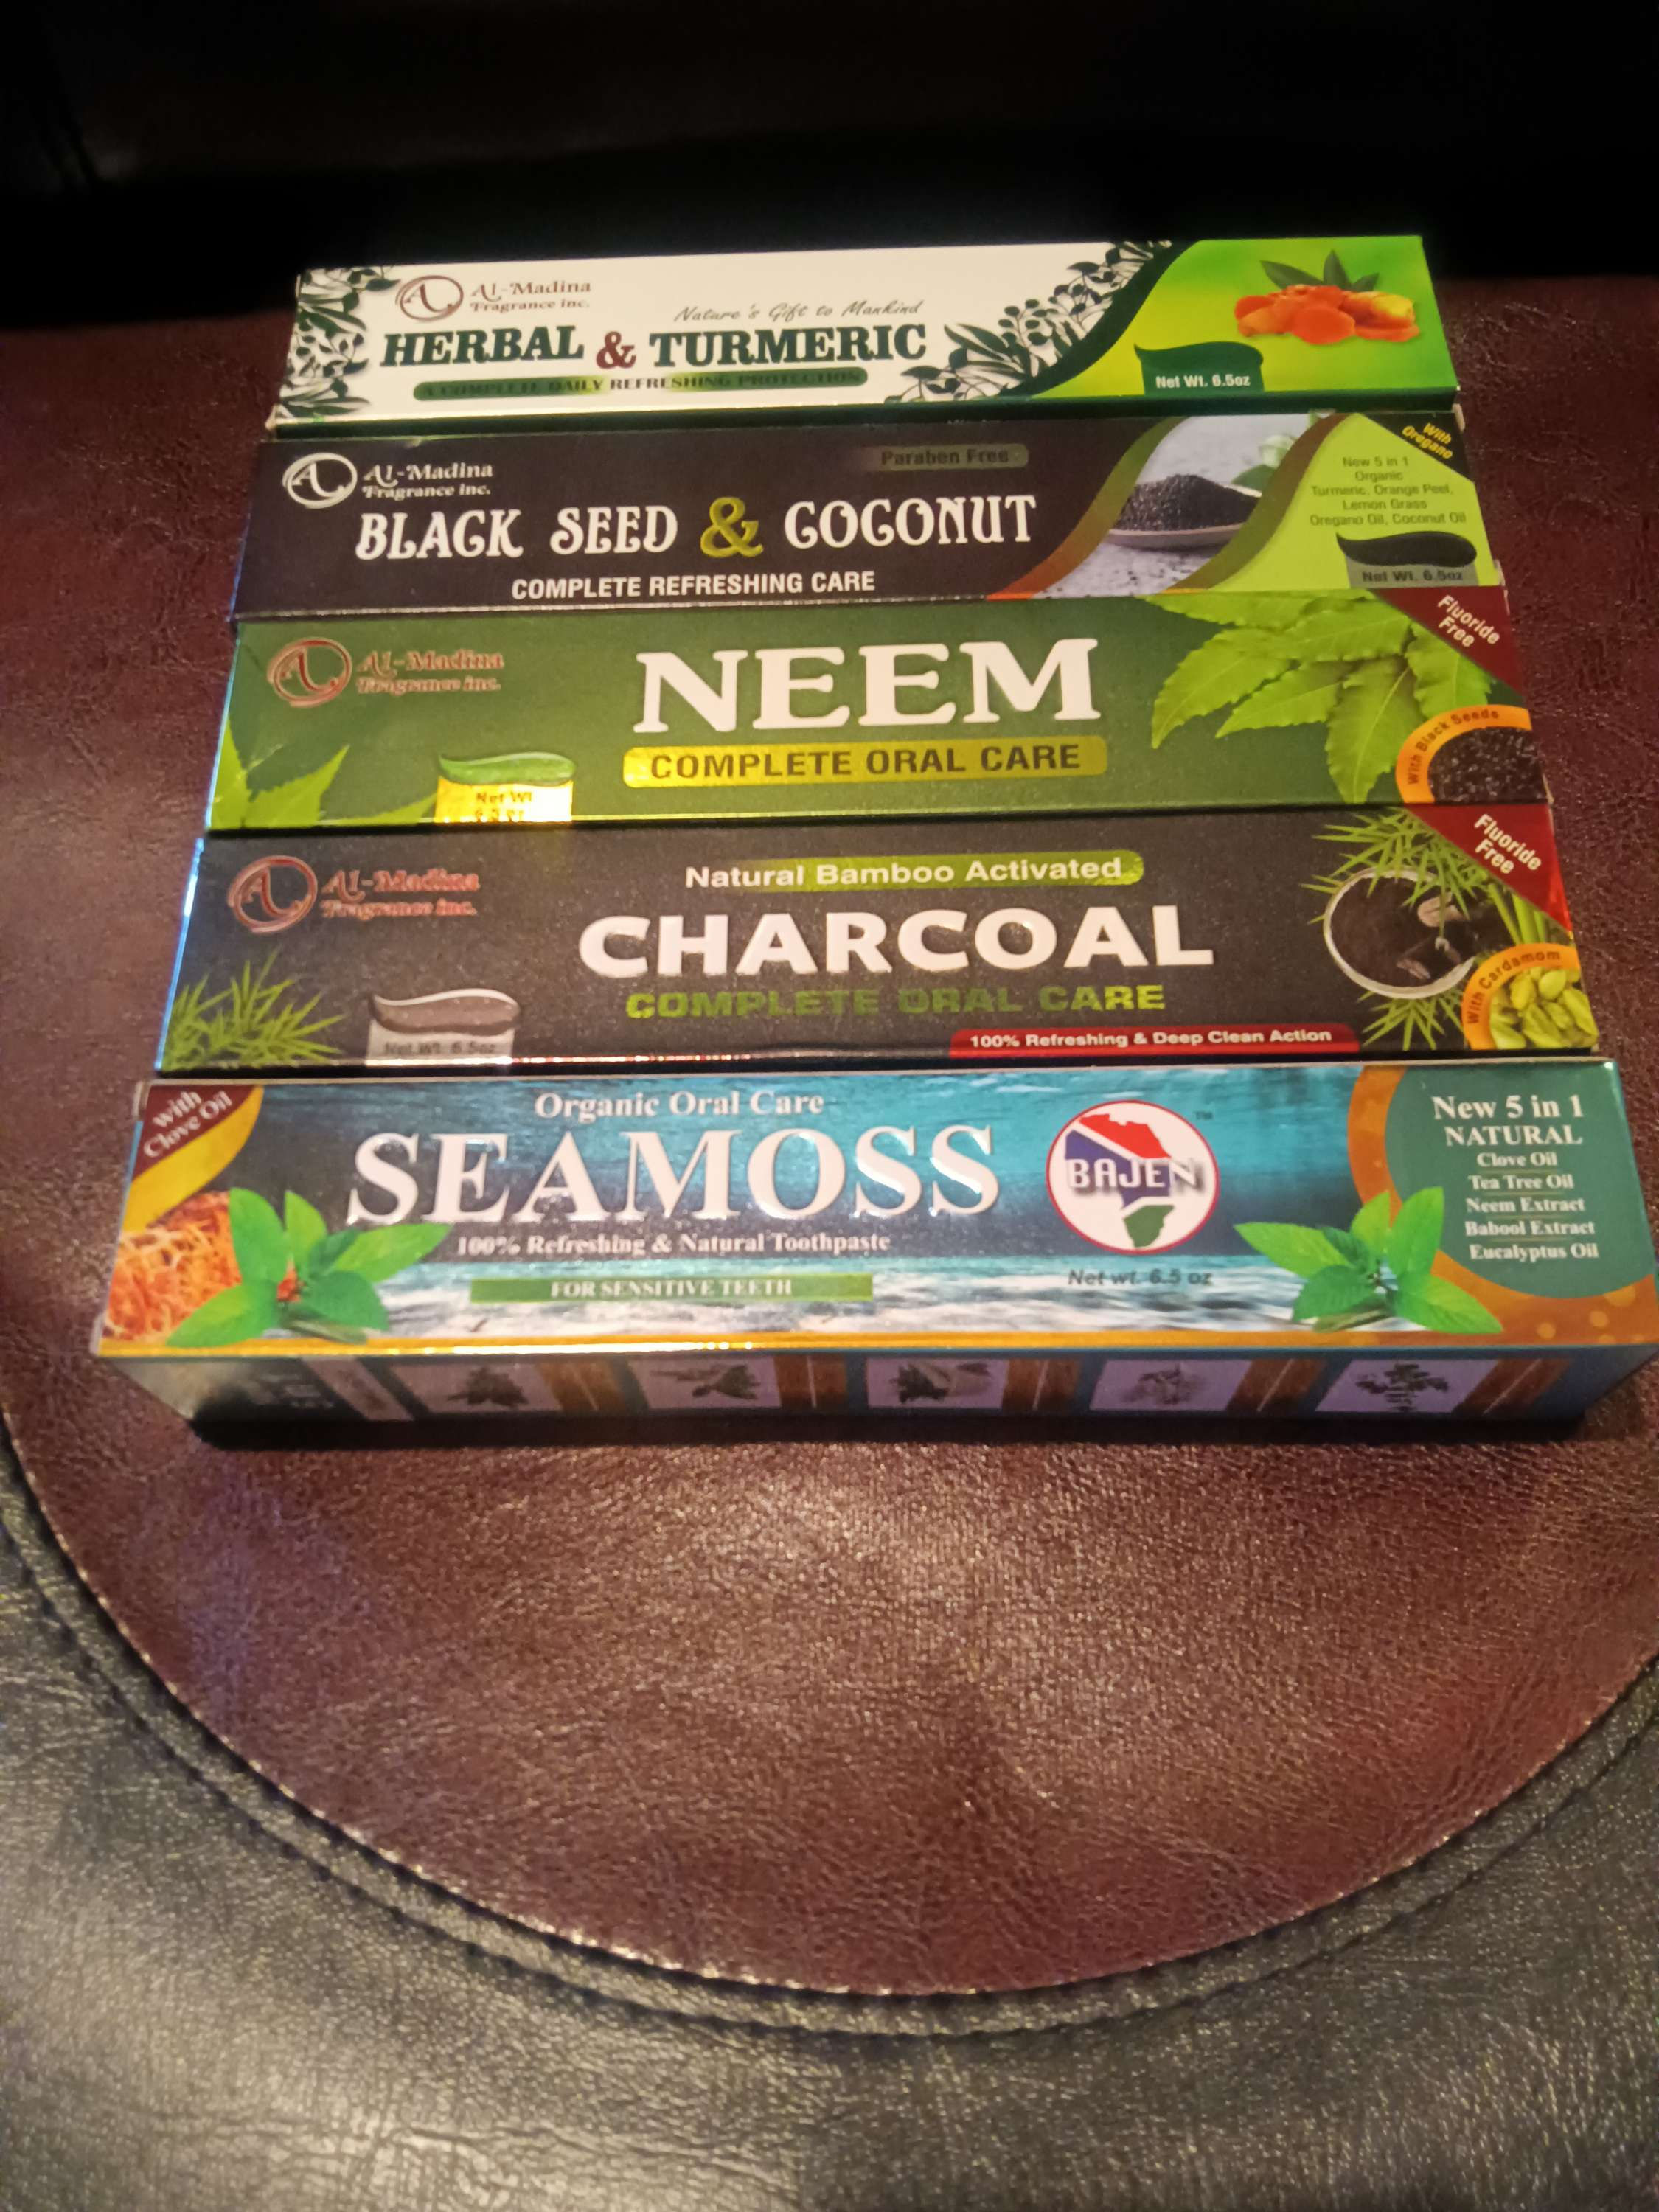 Al-Madina
Fragrance inc.
Nature's Gift to Mankind
HERBAL & TURMERIC
A COMPLETE DAILY REFRESHING PROTECTION
Net Wt. 6.5oz
Al-Madina
Fragrance inc.
Paraben Free
BLACK SEED & COCONUT
COMPLETE REFRESHING CARE
With
Oregano
New 5 in 1
Organic
Turmeric, Orange Peel,
Lemon Grass
Oregano Oil, Coconut Oil
Net Wt. 6.5oz
Al-Madina
Fragrance inc.
NEEM
COMPLETE ORAL CARE
Net Wt
Fluoride
Free
With Black Seeds
Al-Madina
Fragrance inc.
Natural Bamboo Activated
CHARCOAL
COMPLETE ORAL CARE
100% Refreshing & Deep Clean Action
Net Wt. 6.5oz
Fluoride
Free
With Cardamom
with
Clove Oil
Organic Oral Care
SEAMOSS
100% Refreshing & Natural Toothpaste
FOR SENSITIVE TEETH
BAJEN
TM
Net wt. 6.5 oz
New 5 in 1
NATURAL
Clove Oil
Tea Tree Oil
Neem Extract
Babool Extract
Eucalyptus Oil